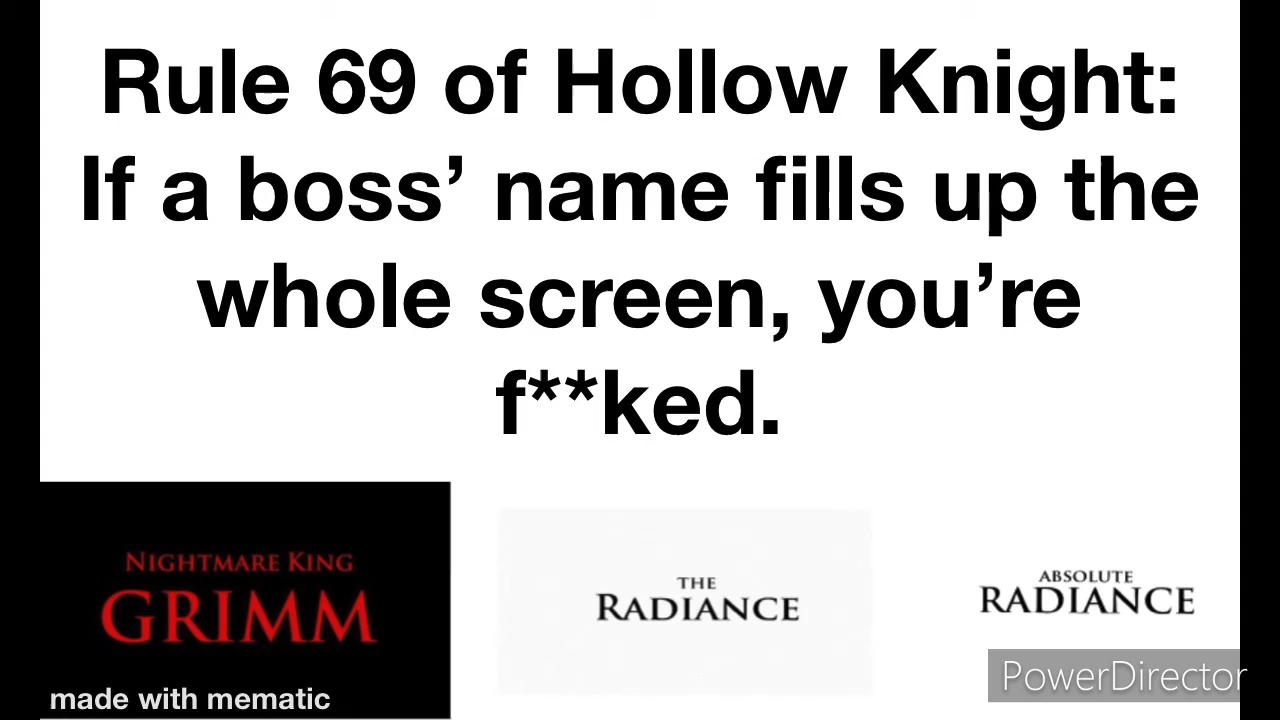 Rule 69 of Hollow Knight:
If a boss’ name fills up the
whole screen, you’re
f**ked.
NIGHTMARE KING
GRIMM
THE
RADIANCE
ABSOLUTE
RADIANCE
made with mematic
PowerDirector